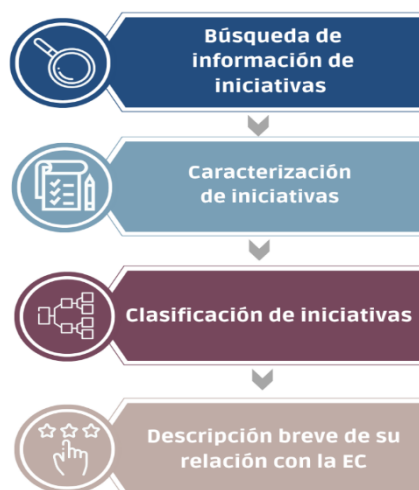 Búsqueda de
información de
iniciativas
Caracterización
de iniciativas
Clasificación de iniciativas
Descripción breve de su
relación con la EC